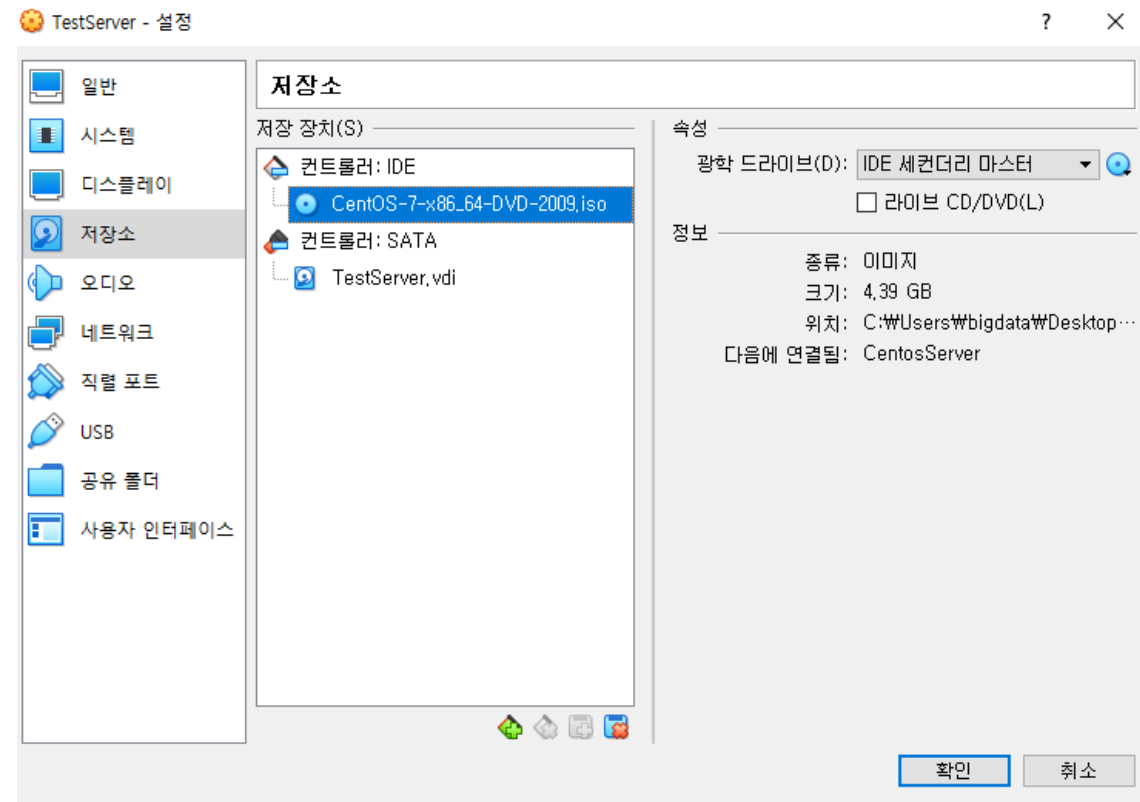 TestServer - 설정
?
일반
시스템
디스플레이
저장소
오디오
네트워크
직렬 포트
USB
공유 폴더
사용자 인터페이스
저장소
저장 장치(S)
컨트롤러: IDE
CentOS-7-x86_64-DVD-2009.iso
컨트롤러: SATA
TestServer.vdi
속성
광학 드라이브(D): IDE 세컨더리 마스터
라이브 CD/DVD(L)
정보
종류: 이미지
크기: 4.39 GB
위치: C:₩Users₩bigdata₩Desktop…
다음에 연결됨: CentosServer
확인
취소